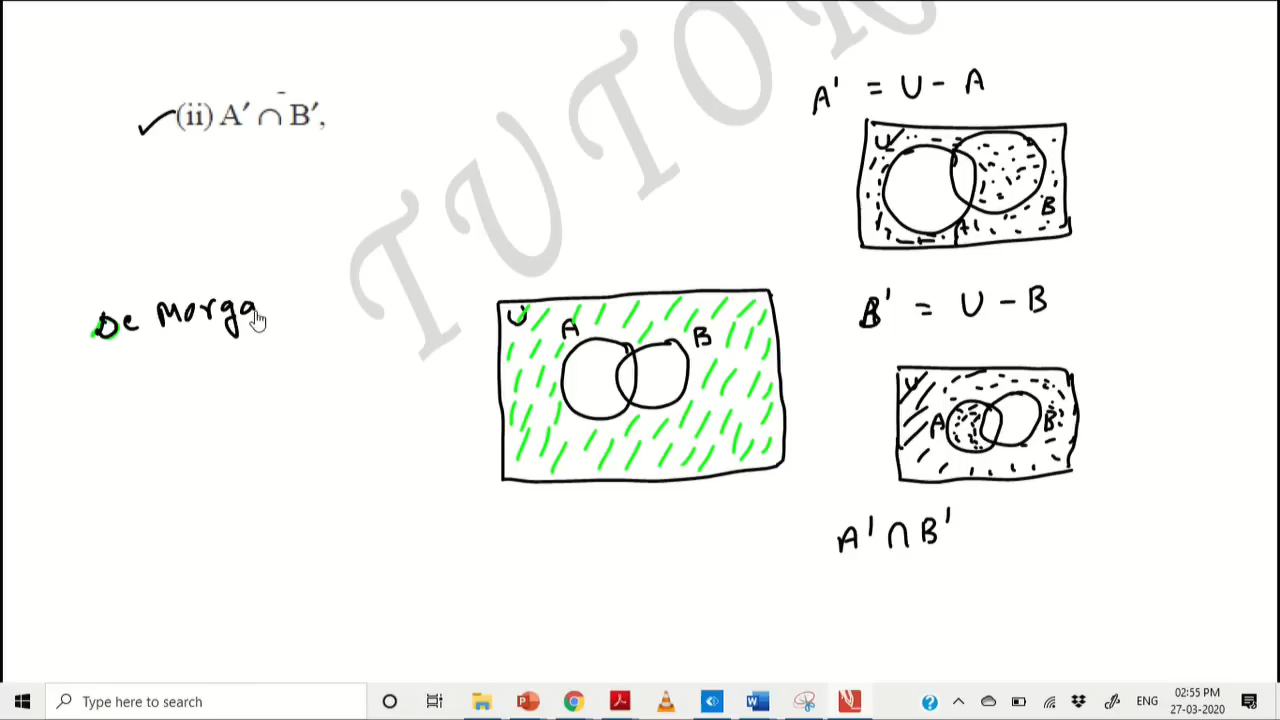 TUTOR
(ii) A′ ∩ B′,
A' = U - A
U
B
De Morga
U
A
B
B' = U - B
U
A
B
A' ∩ B'
Type here to search
ENG
02:55 PM
27-03-2020